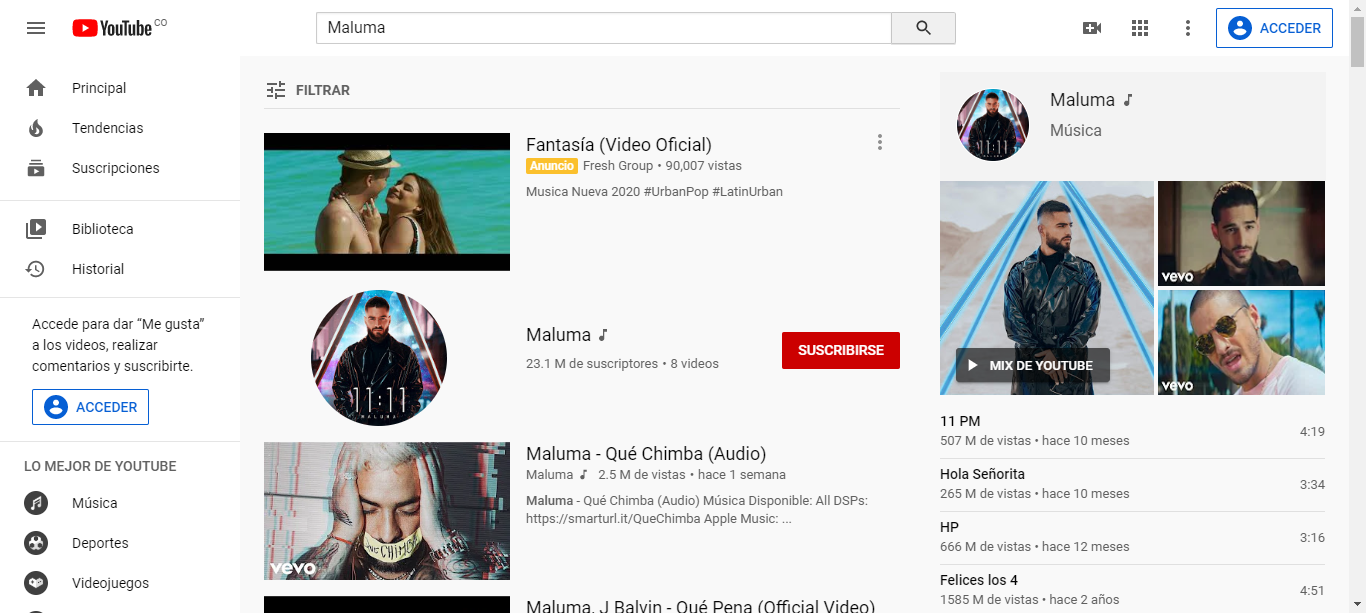 YouTube CO
Maluma
ACCEDER
Principal
Tendencias
Suscripciones
Biblioteca
Historial
Accede para dar “Me gusta”
a los videos, realizar
comentarios y suscribirte.
ACCEDER
LO MEJOR DE YOUTUBE
Música
Deportes
Videojuegos
FILTRAR
Fantasía (Video Oficial)
Anuncio Fresh Group • 90,007 vistas
Musica Nueva 2020 #UrbanPop #LatinUrban
11:11
MALUMA
Maluma
23.1 M de suscriptores • 8 videos
SUSCRIBIRSE
QUE CHIMBA
vevo
Maluma - Qué Chimba (Audio)
Maluma 2.5 M de vistas • hace 1 semana
Maluma - Qué Chimba (Audio) Música Disponible: All DSPs:
https://smarturl.it/QueChimba Apple Music: ...
Maluma, J Balvin - Qué Pena (Official Video)
11:11
Maluma
Música
MIX DE YOUTUBE
vevo
vevo
11 PM
507 M de vistas • hace 10 meses
4:19
Hola Señorita
265 M de vistas • hace 10 meses
3:34
HP
666 M de vistas • hace 12 meses
3:16
Felices los 4
1585 M de vistas • hace 2 años
4:51